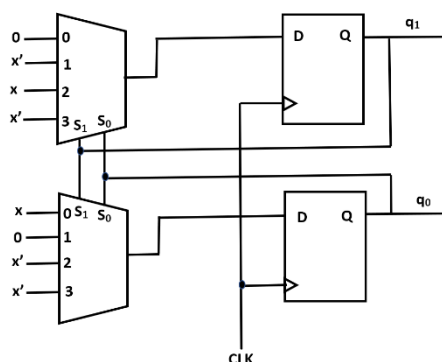 0 0 D Q q1
x' 1
x 2
x' 3 S1 S0
x 0 S1 S0 q0
0 1 D Q
x' 2
x' 3
CLK